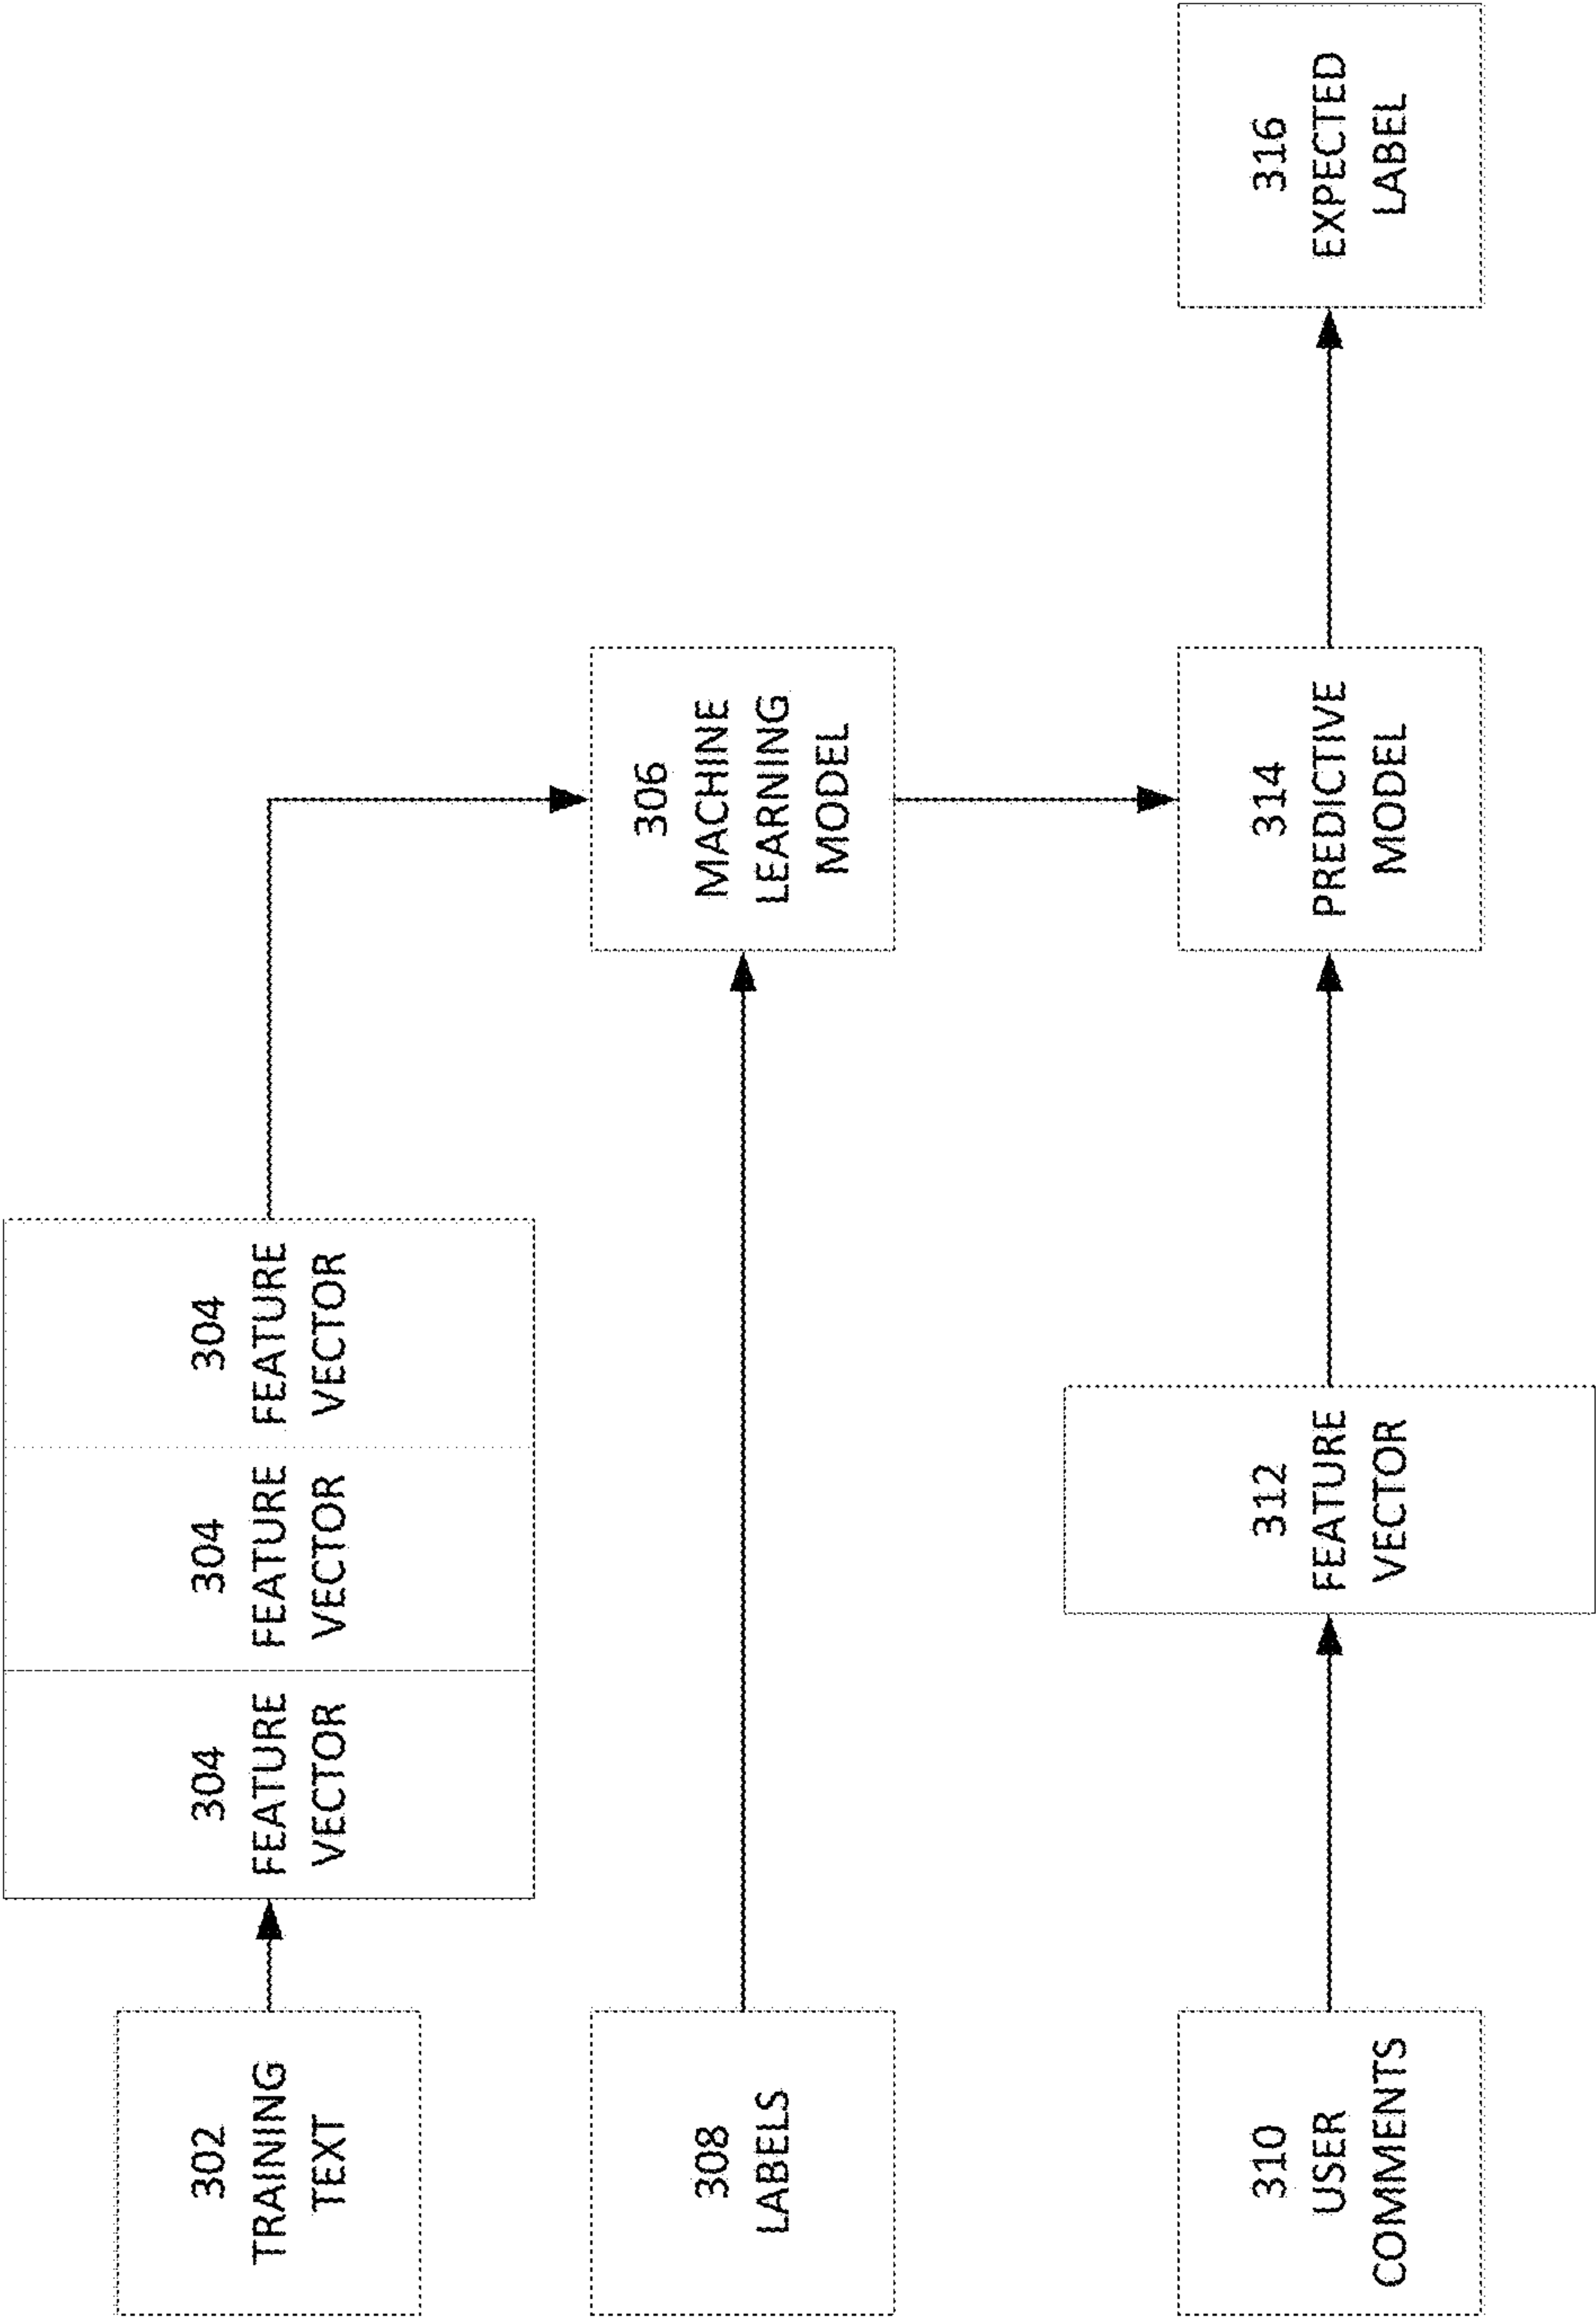 302
TRAINING
TEXT
304
FEATURE
VECTOR
304
FEATURE
VECTOR
304
FEATURE
VECTOR
308
LABELS
306
MACHINE
LEARNING
MODEL
310
USER
COMMENTS
312
FEATURE
VECTOR
314
PREDICTIVE
MODEL
316
EXPECTED
LABEL